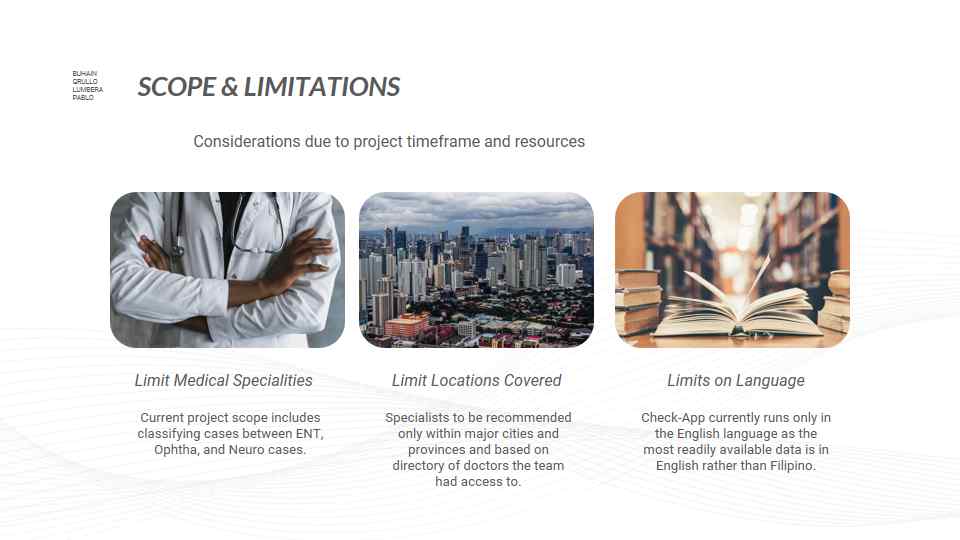 BUHAIN
QRULLO
LUMBERA
PABLO
SCOPE & LIMITATIONS
Considerations due to project timeframe and resources
Limit Medical Specialities
Current project scope includes
classifying cases between ENT,
Ophtha, and Neuro cases.
Limit Locations Covered
Specialists to be recommended
only within major cities and
provinces and based on
directory of doctors the team
had access to.
Limits on Language
Check-App currently runs only in
the English language as the
most readily available data is in
English rather than Filipino.